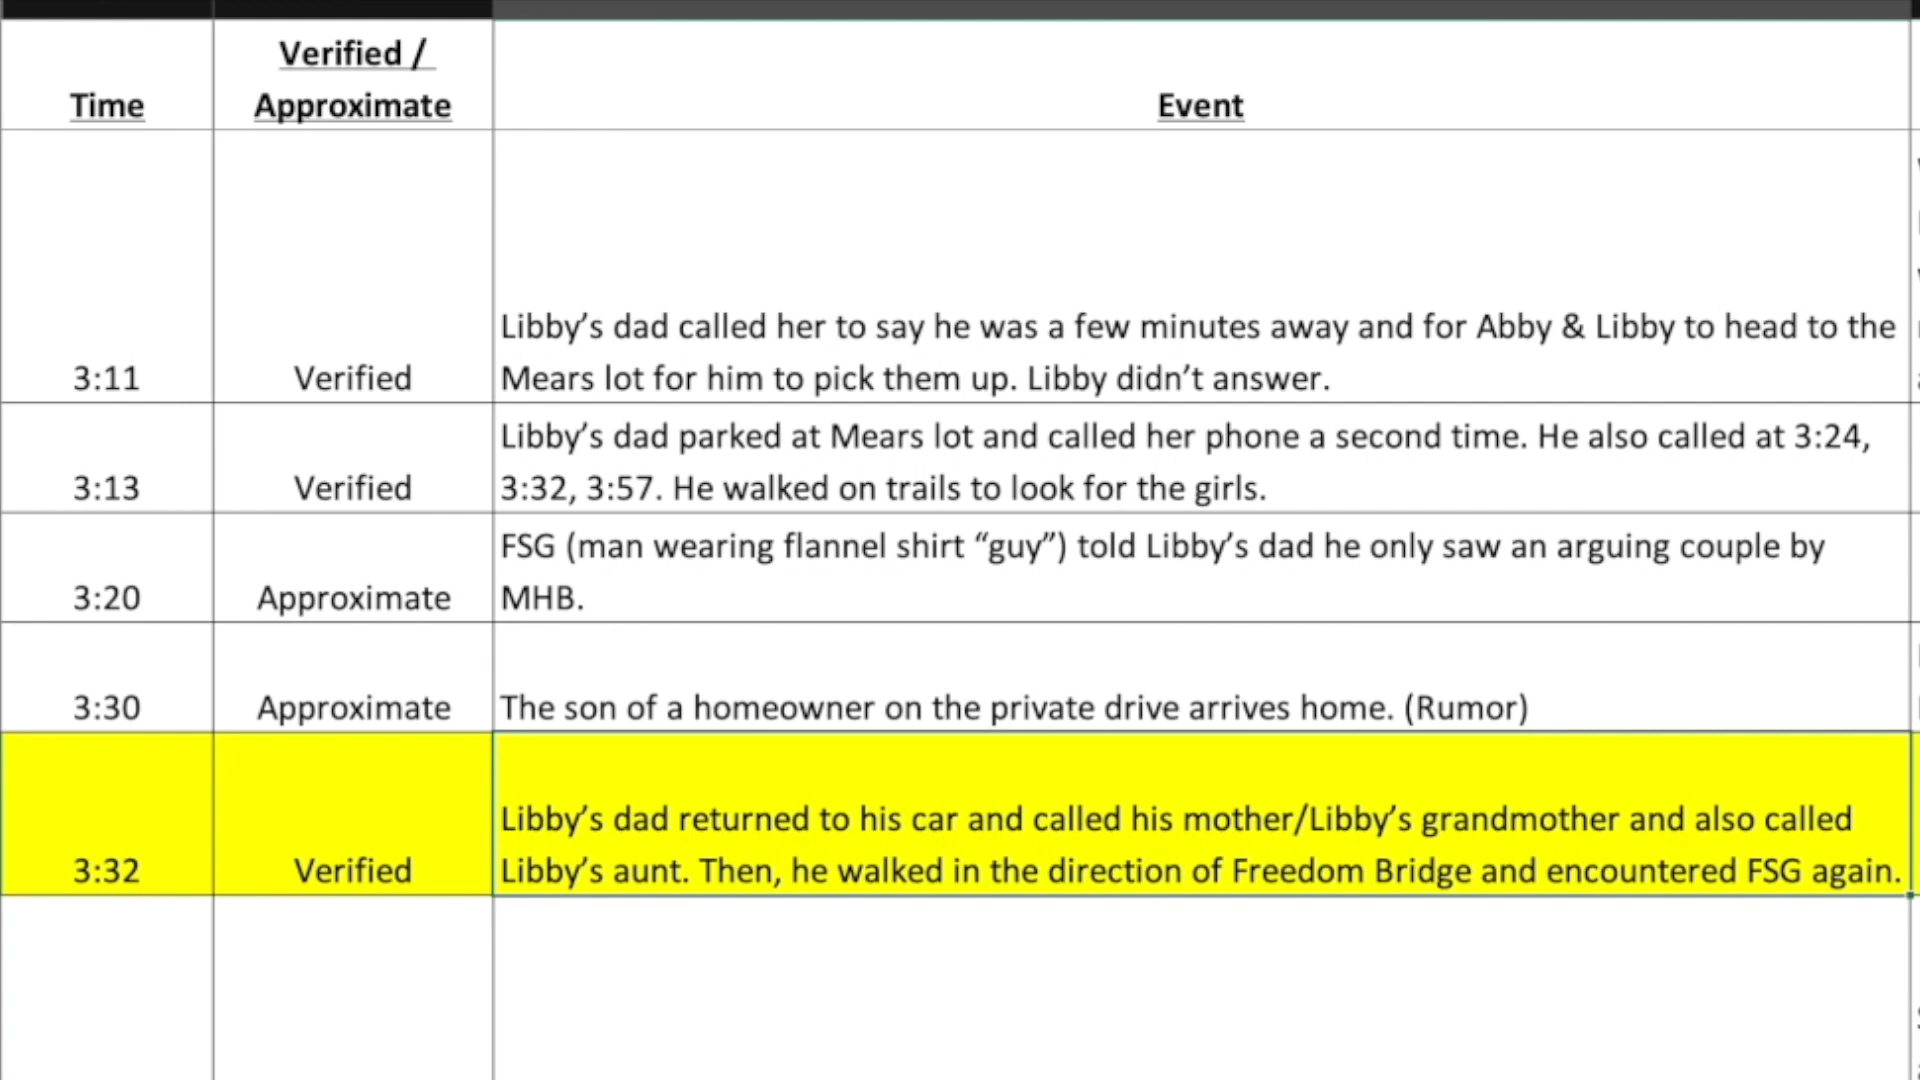 Time
Verified /
Approximate
Event
3:11
Verified
Libby’s dad called her to say he was a few minutes away and for Abby & Libby to head to the
Mears lot for him to pick them up. Libby didn’t answer.
3:13
Verified
Libby’s dad parked at Mears lot and called her phone a second time. He also called at 3:24,
3:32, 3:57. He walked on trails to look for the girls.
3:20
Approximate
FSG (man wearing flannel shirt “guy”) told Libby’s dad he only saw an arguing couple by
MHB.
3:30
Approximate
The son of a homeowner on the private drive arrives home. (Rumor)
3:32
Verified
Libby’s dad returned to his car and called his mother/Libby’s grandmother and also called
Libby’s aunt. Then, he walked in the direction of Freedom Bridge and encountered FSG again.